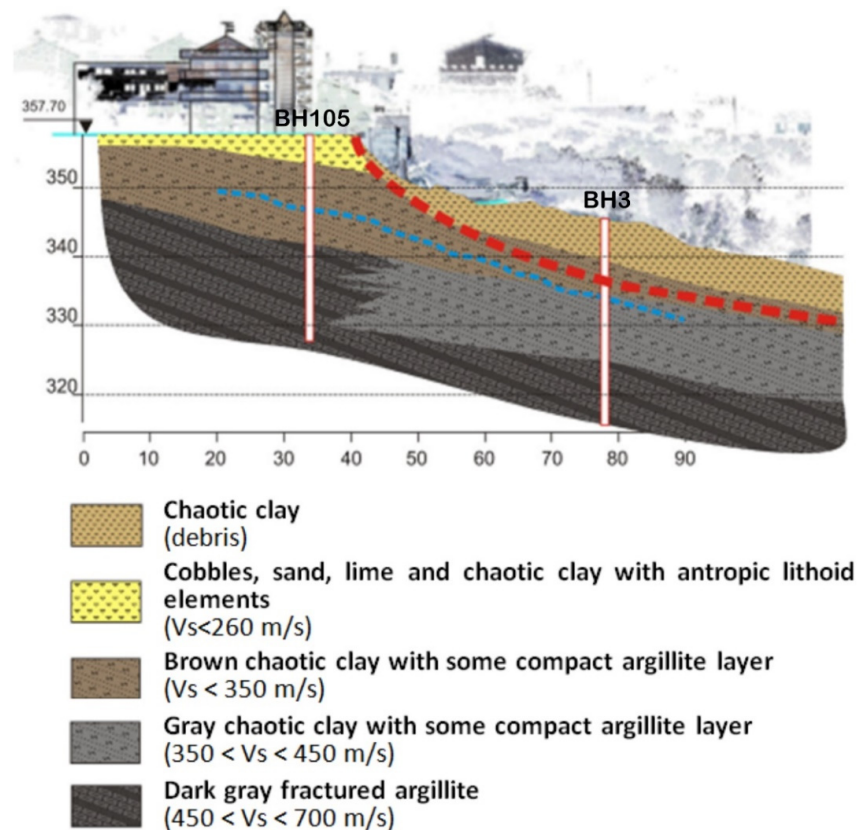 BH105
357.70
BH3
350
340
330
320
0 10 20 30 40 50 60 70 80 90
Chaotic clay
(debris)
Cobbles, sand, lime and chaotic clay with antropic lithoid
elements
(Vs<260 m/s)
Brown chaotic clay with some compact argillite layer
(Vs < 350 m/s)
Gray chaotic clay with some compact argillite layer
(350 < Vs < 450 m/s)
Dark gray fractured argillite
(450 < Vs < 700 m/s)